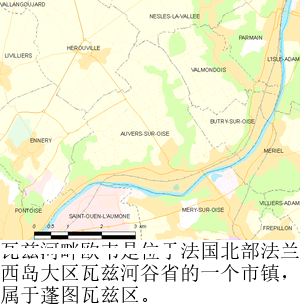 VALLANGOUJARD
NESLES-LA-VALLEE
PARMAIN
HEROUVILLE
LIVILLIERS
L'ISLE-ADAM
VALMONDOIS
BUTRY-SUR-OISE
AUVERS-SUR-OISE
ENNERY
MERIEL
VILLIERS-ADAM
PONTOISE
MERY-SUR-OISE
SAINT-OUEN-L'AUMONE
FREPILLON
0 0.5 1 2 3 km
瓦兹河畔欧韦是位于法国北部法兰
西岛大区瓦兹河谷省的一个市镇，
属于蓬图瓦兹区。